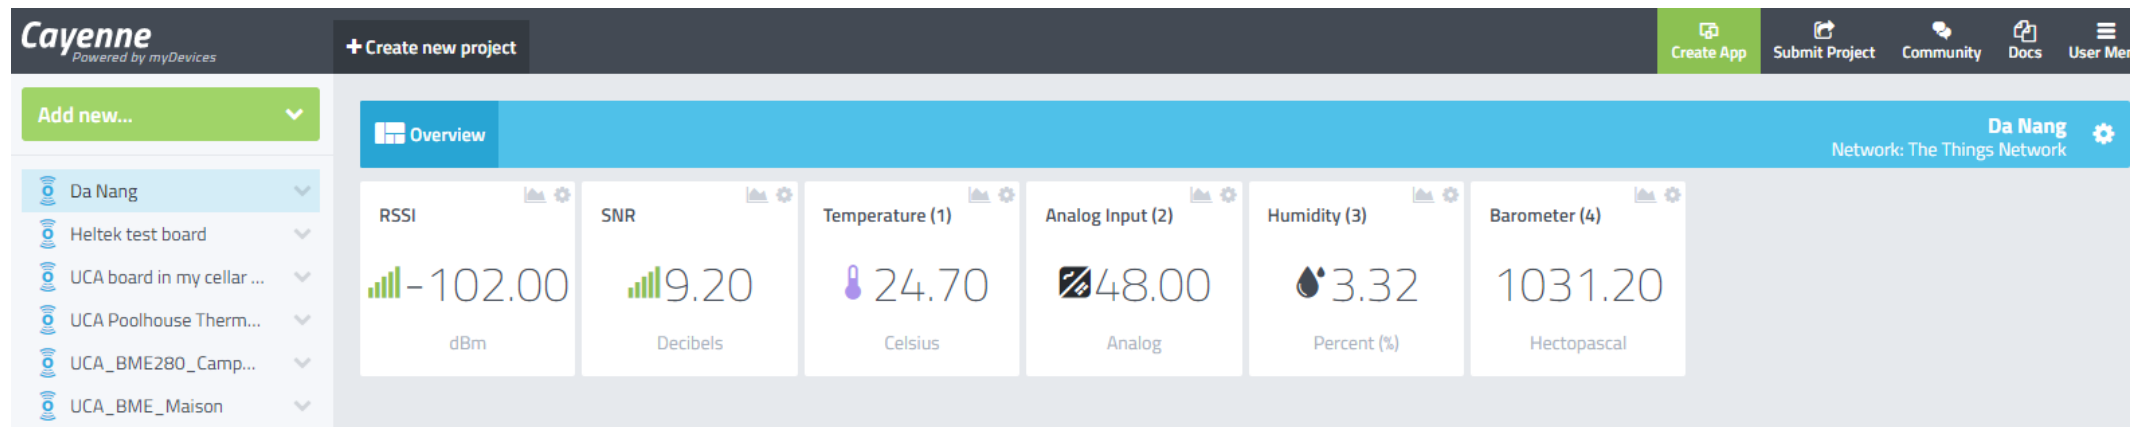 Cayenne
Powered by myDevices
+ Create new project
Create App
Submit Project
Community
Docs
User Mer
Add new...
Overview
Da Nang
Network: The Things Network
Da Nang
Heltek test board
UCA board in my cellar ...
UCA Poolhouse Therm...
UCA_BME280_Camp...
UCA_BME_Maison
RSSI
-102.00
dBm
SNR
9.20
Decibels
Temperature (1)
24.70
Celsius
Analog Input (2)
48.00
Analog
Humidity (3)
3.32
Percent (%)
Barometer (4)
1031.20
Hectopascal